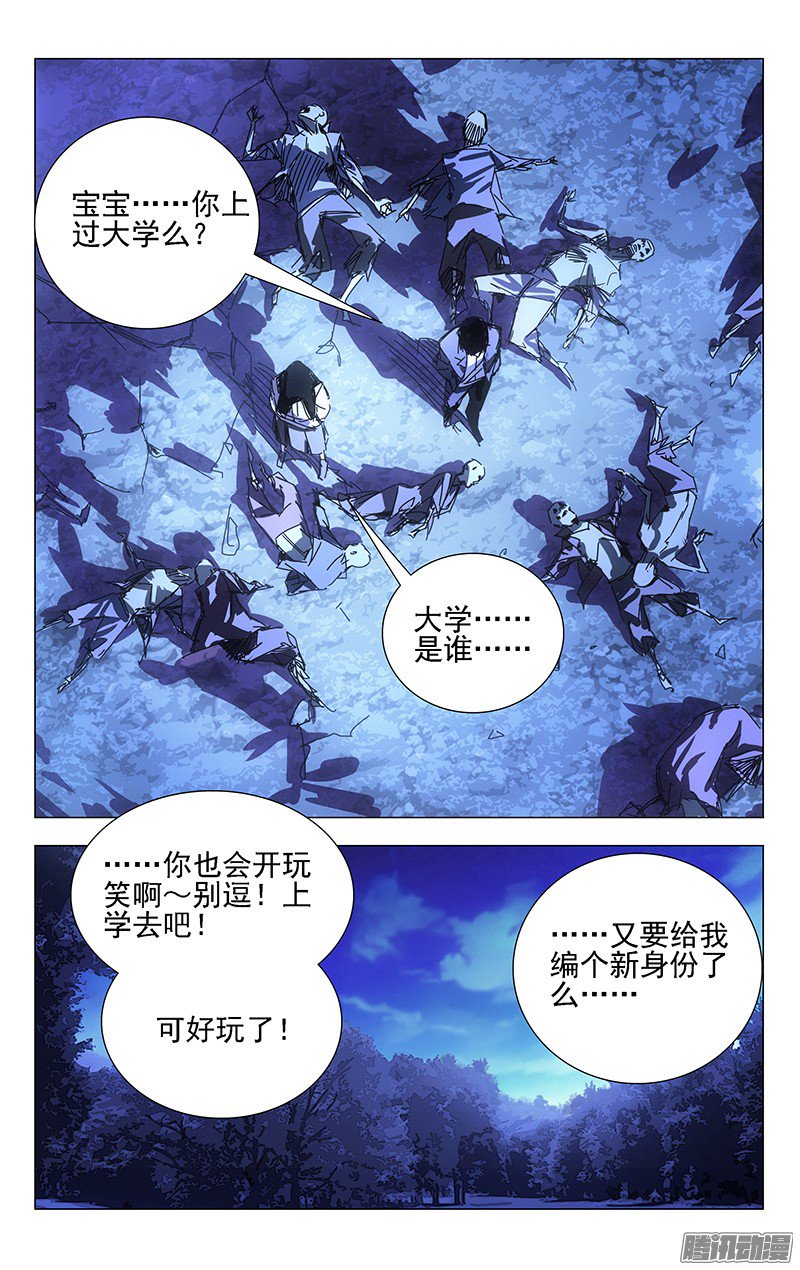 宝宝……你上
过大学么？
大学……
是谁……
……你也会开玩
笑啊～别逗！上
学去吧！
可好玩了！
……又要给我
编个新身份了
么……
腾讯动漫